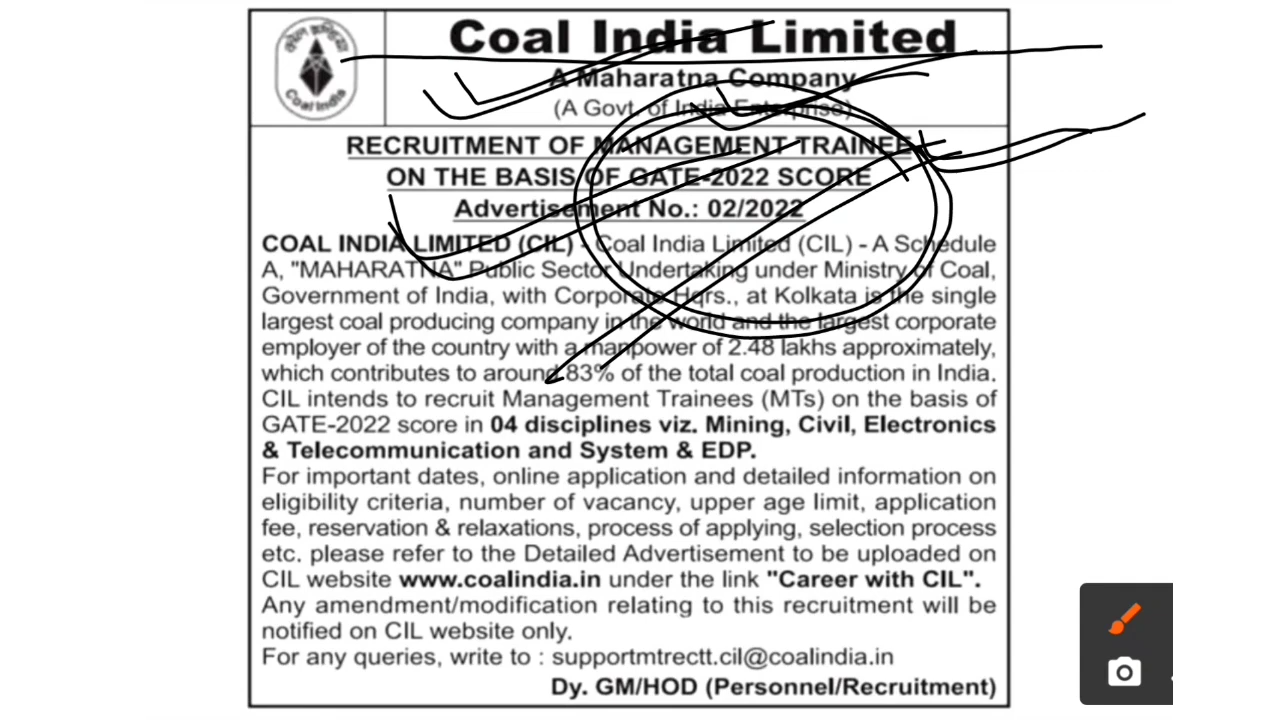 कोल इण्डिया
Coal India
Coal India Limited
A Maharatna Company
(A Govt. of India Enterprise)
RECRUITMENT OF MANAGEMENT TRAINEE
ON THE BASIS OF GATE-2022 SCORE
Advertisement No.: 02/2022
COAL INDIA LIMITED (CIL) - Coal India Limited (CIL) - A Schedule
A, "MAHARATNA" Public Sector Undertaking under Ministry of Coal,
Government of India, with Corporate Hqrs., at Kolkata is the single
largest coal producing company in the world and the largest corporate
employer of the country with a manpower of 2.48 lakhs approximately,
which contributes to around 83% of the total coal production in India.
CIL intends to recruit Management Trainees (MTs) on the basis of
GATE-2022 score in 04 disciplines viz. Mining, Civil, Electronics
& Telecommunication and System & EDP.
For important dates, online application and detailed information on
eligibility criteria, number of vacancy, upper age limit, application
fee, reservation & relaxations, process of applying, selection process
etc. please refer to the Detailed Advertisement to be uploaded on
CIL website www.coalindia.in under the link "Career with CIL".
Any amendment/modification relating to this recruitment will be
notified on CIL website only.
For any queries, write to : supportmtrectt.cil@coalindia.in
Dy. GM/HOD (Personnel/Recruitment)